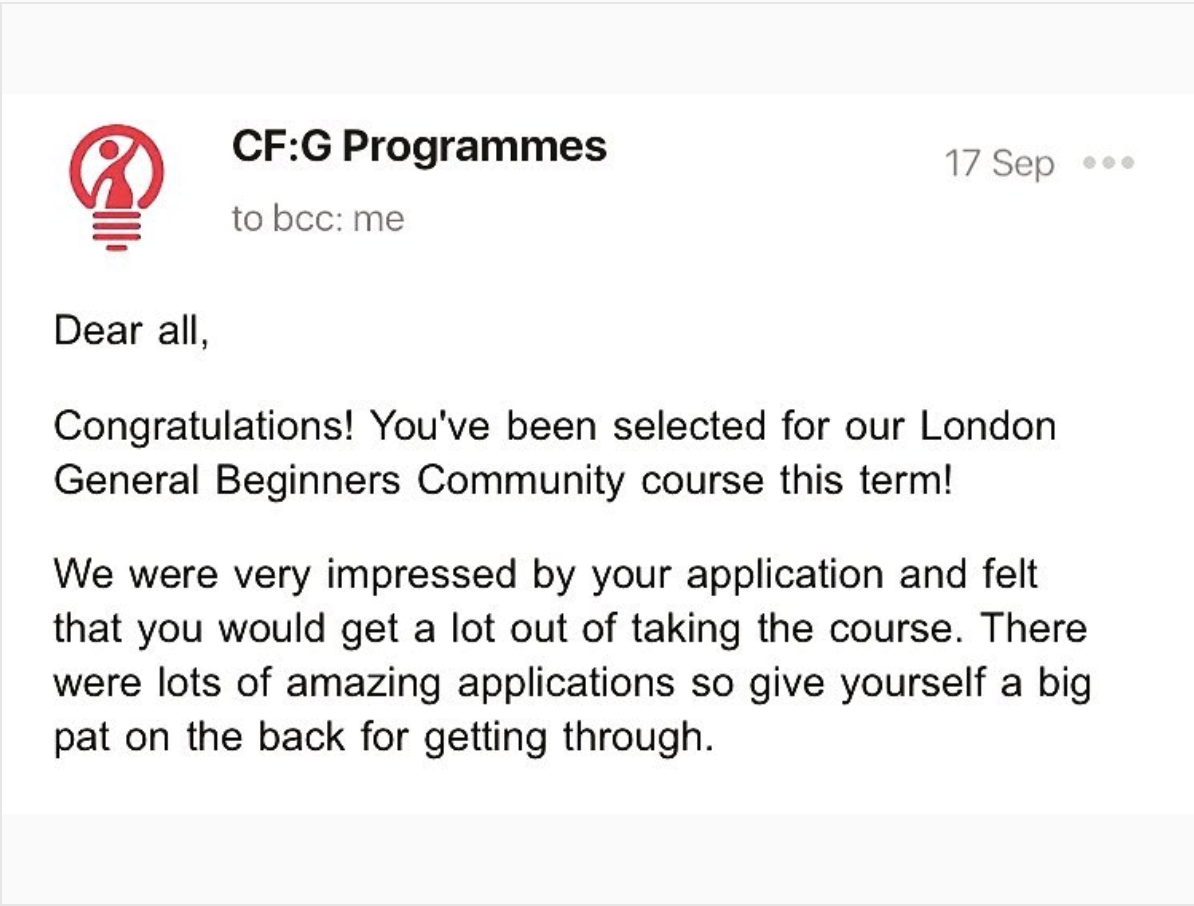 CF:G Programmes
17 Sep
to bcc: me
Dear all,
Congratulations! You've been selected for our London
General Beginners Community course this term!
We were very impressed by your application and felt
that you would get a lot out of taking the course. There
were lots of amazing applications so give yourself a big
pat on the back for getting through.